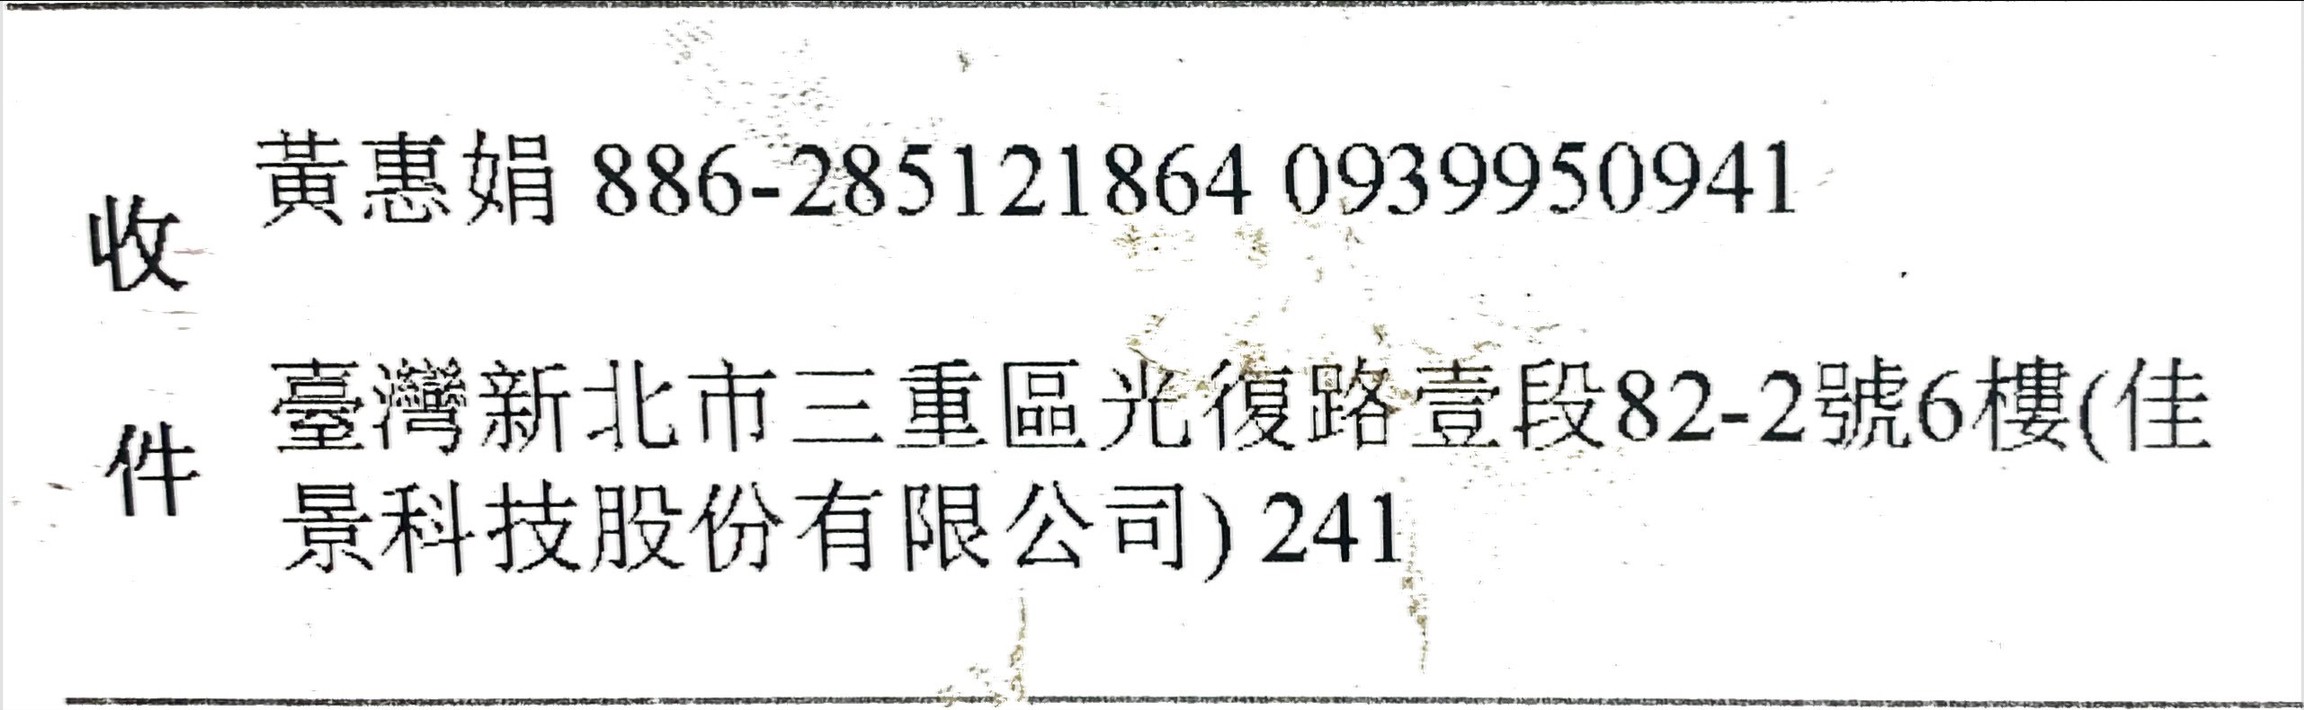 收件
黃惠娟 886-285121864 0939950941
臺灣新北市三重區光復路壹段82-2號6樓(佳
景科技股份有限公司) 241